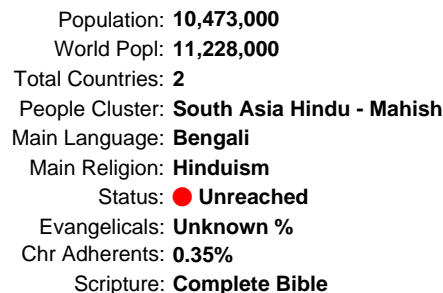 Population: 10,473,000
World Popl: 11,228,000
Total Countries: 2
People Cluster: South Asia Hindu - Mahish
Main Language: Bengali
Main Religion: Hinduism
Status: Unreached
Evangelicals: Unknown %
Chr Adherents: 0.35%
Scripture: Complete Bible